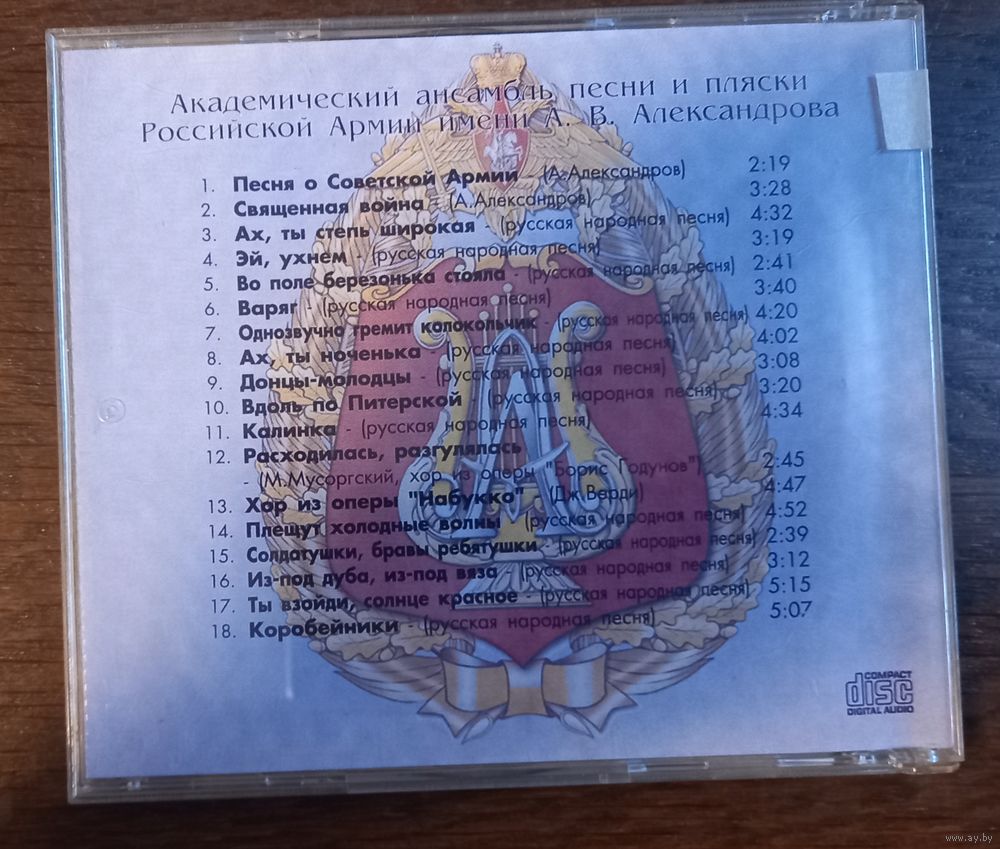 Академический ансамбль песни и пляски
Российской Армии имени А. В. Александрова
1. Песня о Советской Армии - (А.Александров) 2:19
2. Священная война - (А.Александров) 3:28
3. Ах, ты степь широкая - (русская народная песня) 4:32
4. Эй, ухнем - (русская народная песня) 3:19
5. Во поле березонька стояла - (русская народная песня) 2:41
6. Варяг - (русская народная песня) 3:40
7. Однозвучно гремит колокольчик - (русская народная песня) 4:20
8. Ах, ты ноченька - (русская народная песня) 4:02
9. Донцы-молодцы - (русская народная песня) 3:08
10. Вдоль по Питерской - (русская народная песня) 3:20
11. Калинка - (русская народная песня) 4:34
12. Расходилась, разгулялась
- (М.Мусоргский, хор из оперы "Борис Годунов") 2:45
13. Хор из оперы "Набукко" - (Дж.Верди) 4:47
14. Плещут холодные волны - (русская народная песня) 4:52
15. Солдатушки, бравы ребятушки - (русская народная песня) 2:39
16. Из-под дуба, из-под вяза - (русская народная песня) 3:12
17. Ты взойди, солнце красное - (русская народная песня) 5:15
18. Коробейники - (русская народная песня) 5:07
COMPACT
disc
DIGITAL AUDIO
www.ay.by